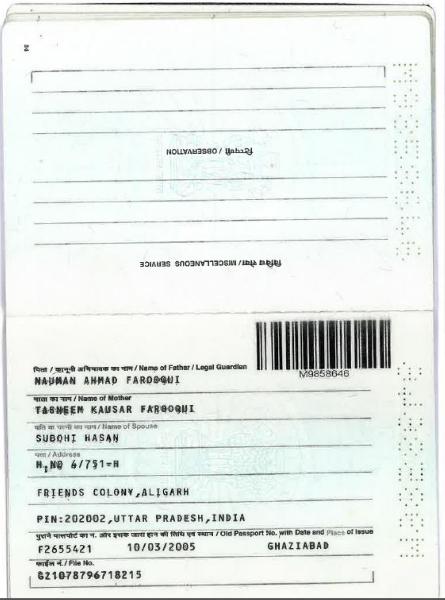 34
टिप्पणी / OBSERVATION
विविध सेवा / MISCELLANEOUS SERVICE
M9858646
पिता / कानूनी अभिभावक का नाम / Name of Father / Legal Guardian
NAUMAN AHMAD FAROOQUI
माता का नाम / Name of Mother
TASNEEM KAUSAR FAROOQUI
पति या पत्नी का नाम / Name of Spouse
SUBOHI HASAN
पता / Address
H.NO 4/751-H
FRIENDS COLONY,ALIGARH
PIN:202002,UTTAR PRADESH,INDIA
पुराने पासपोर्ट का न. और इसके जारी होने की तिथि एवं स्थान / Old Passport No. with Date and Place of Issue
F2655421 10/03/2005 GHAZIABAD
फाईल नं. / File No.
GZ1078796718215